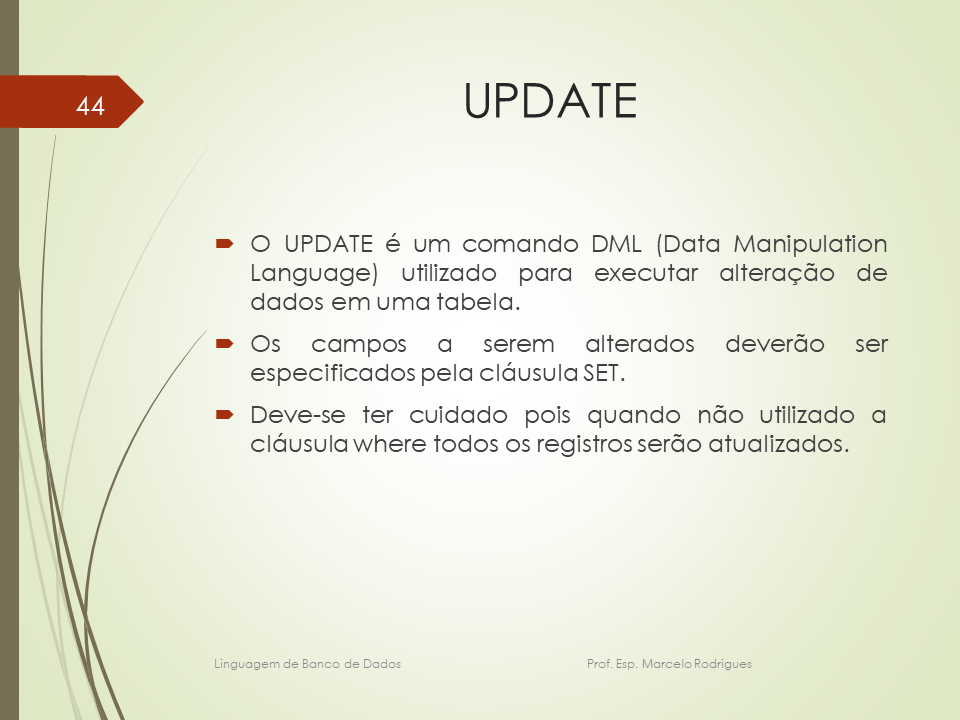 44
UPDATE
O UPDATE é um comando DML (Data Manipulation
Language) utilizado para executar alteração de
dados em uma tabela.
Os campos a serem alterados deverão ser
especificados pela cláusula SET.
Deve-se ter cuidado pois quando não utilizado a
cláusula where todos os registros serão atualizados.
Linguagem de Banco de Dados Prof. Esp. Marcelo Rodrigues